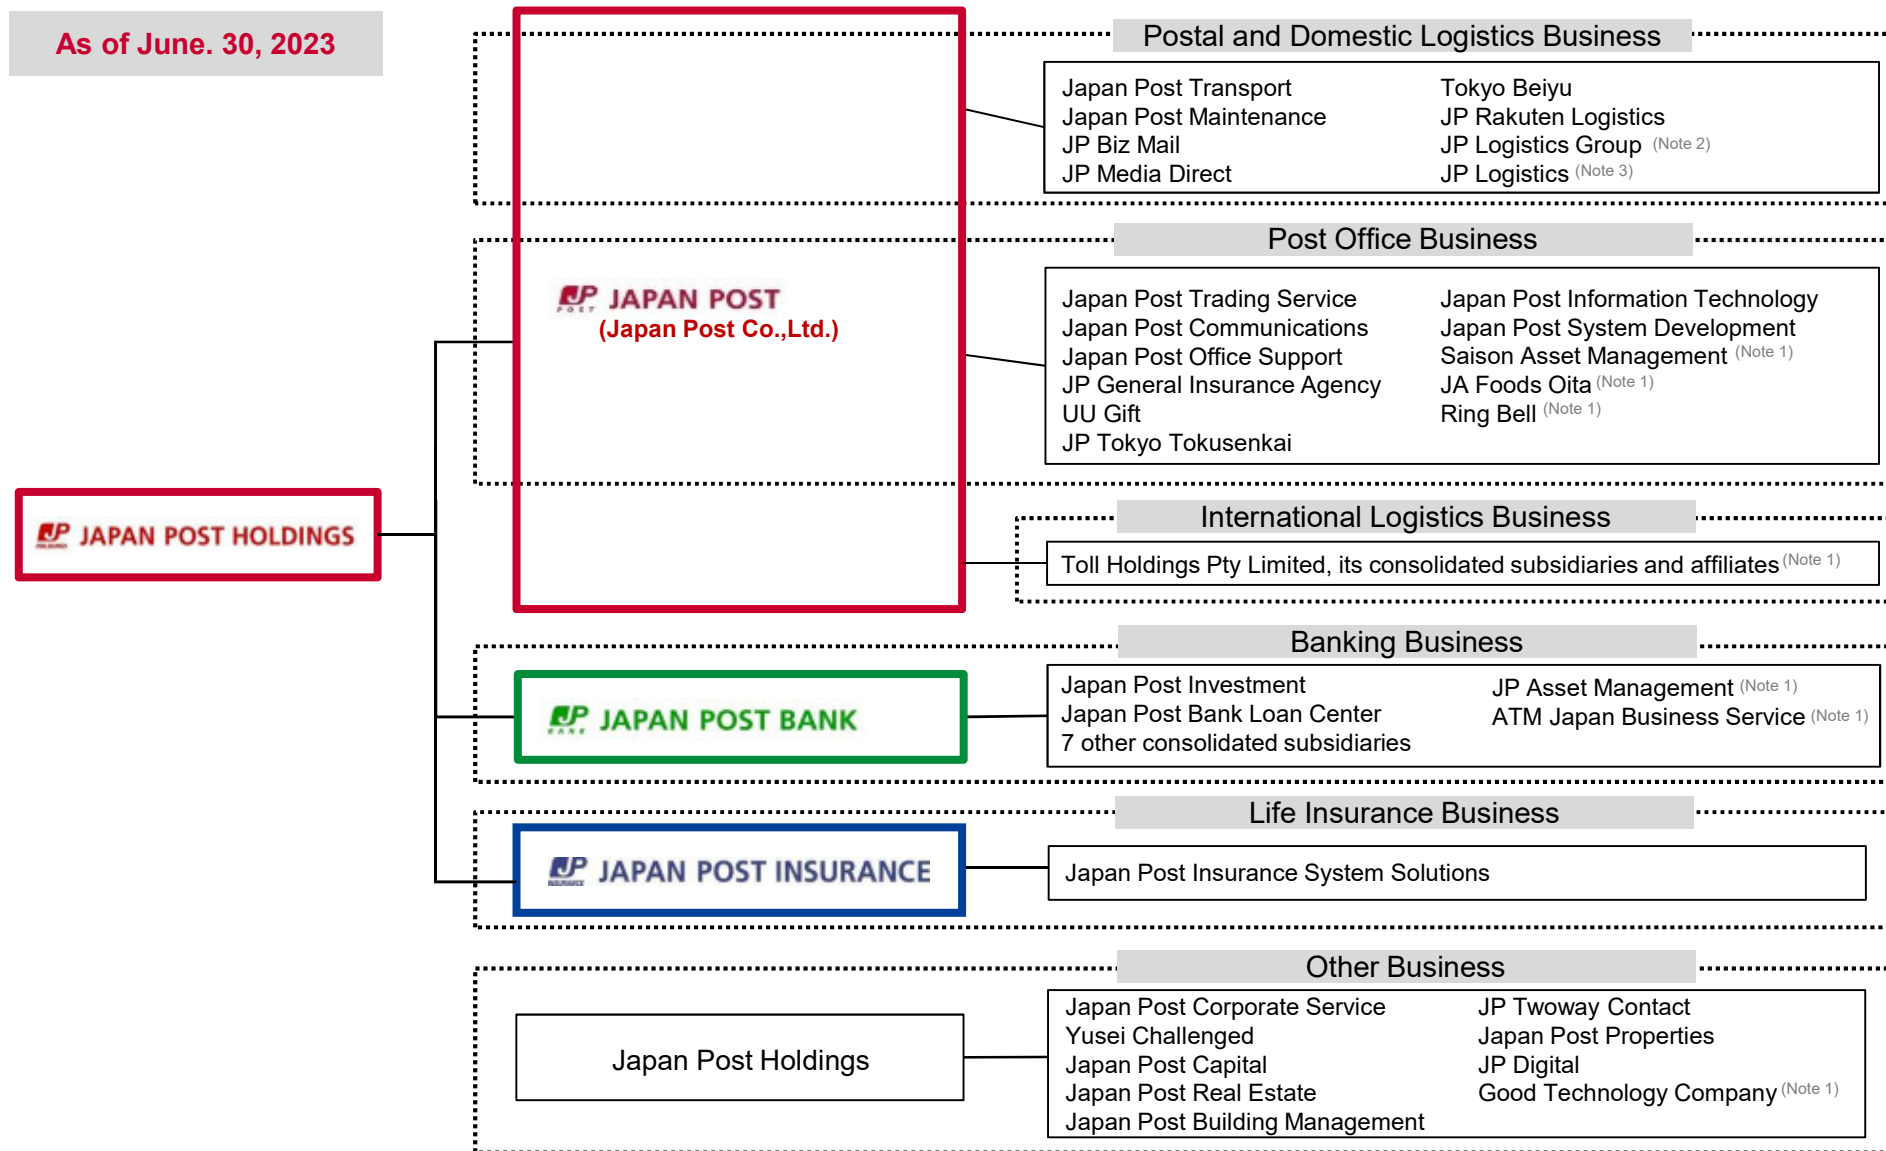 As of June. 30, 2023
Postal and Domestic Logistics Business
Japan Post Transport
Japan Post Maintenance
JP Biz Mail
JP Media Direct
Tokyo Beiyu
JP Rakuten Logistics
JP Logistics Group (Note 2)
JP Logistics (Note 3)
Post Office Business
JP POST JAPAN POST
(Japan Post Co.,Ltd.)
Japan Post Trading Service
Japan Post Communications
Japan Post Office Support
JP General Insurance Agency
UU Gift
JP Tokyo Tokusenkai
Japan Post Information Technology
Japan Post System Development
Saison Asset Management (Note 1)
JA Foods Oita (Note 1)
Ring Bell (Note 1)
JP HOLDINGS JAPAN POST HOLDINGS
International Logistics Business
Toll Holdings Pty Limited, its consolidated subsidiaries and affiliates (Note 1)
Banking Business
JP BANK JAPAN POST BANK
Japan Post Investment
Japan Post Bank Loan Center
7 other consolidated subsidiaries
JP Asset Management (Note 1)
ATM Japan Business Service (Note 1)
Life Insurance Business
JP INSURANCE JAPAN POST INSURANCE
Japan Post Insurance System Solutions
Other Business
Japan Post Holdings
Japan Post Corporate Service
Yusei Challenged
Japan Post Capital
Japan Post Real Estate
Japan Post Building Management
JP Twoway Contact
Japan Post Properties
JP Digital
Good Technology Company (Note 1)